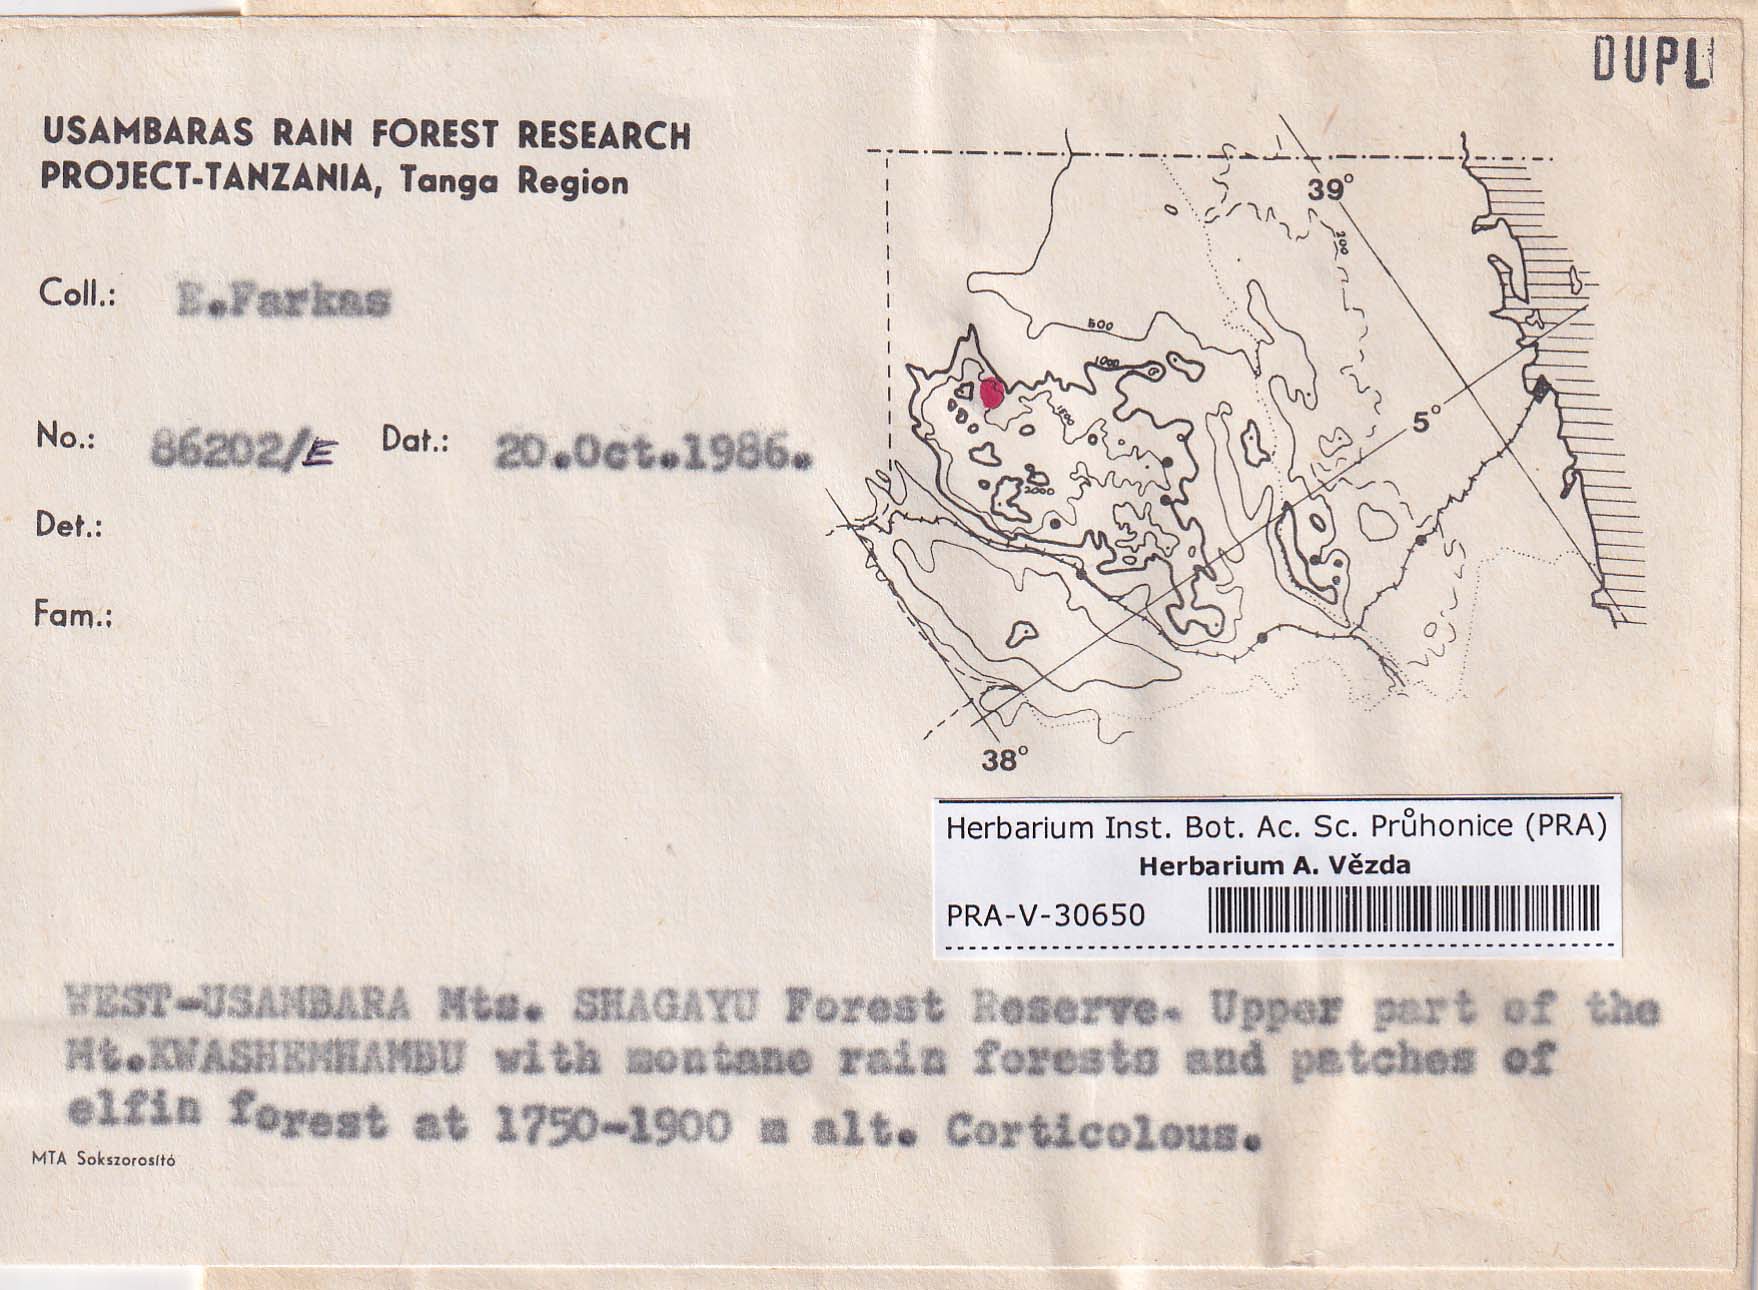 DUPL
USAMBARAS RAIN FOREST RESEARCH
PROJECT-TANZANIA, Tanga Region
Coll.: E.Farkas
No.: 86202/E Dat.: 20.Oct.1986.
Det.:
Fam.:
39°
200
500
1000
1500
5°
2000
38°
Herbarium Inst. Bot. Ac. Sc. Průhonice (PRA)
Herbarium A. Vězda
PRA-V-30650
WEST-USAMBARA Mts. SHAGAYU Forest Reserve. Upper part of the
Mt.KWASHEMHAMBU with montane rain forests and patches of
elfin forest at 1750-1900 m alt. Corticolous.
MTA Sokszorosító